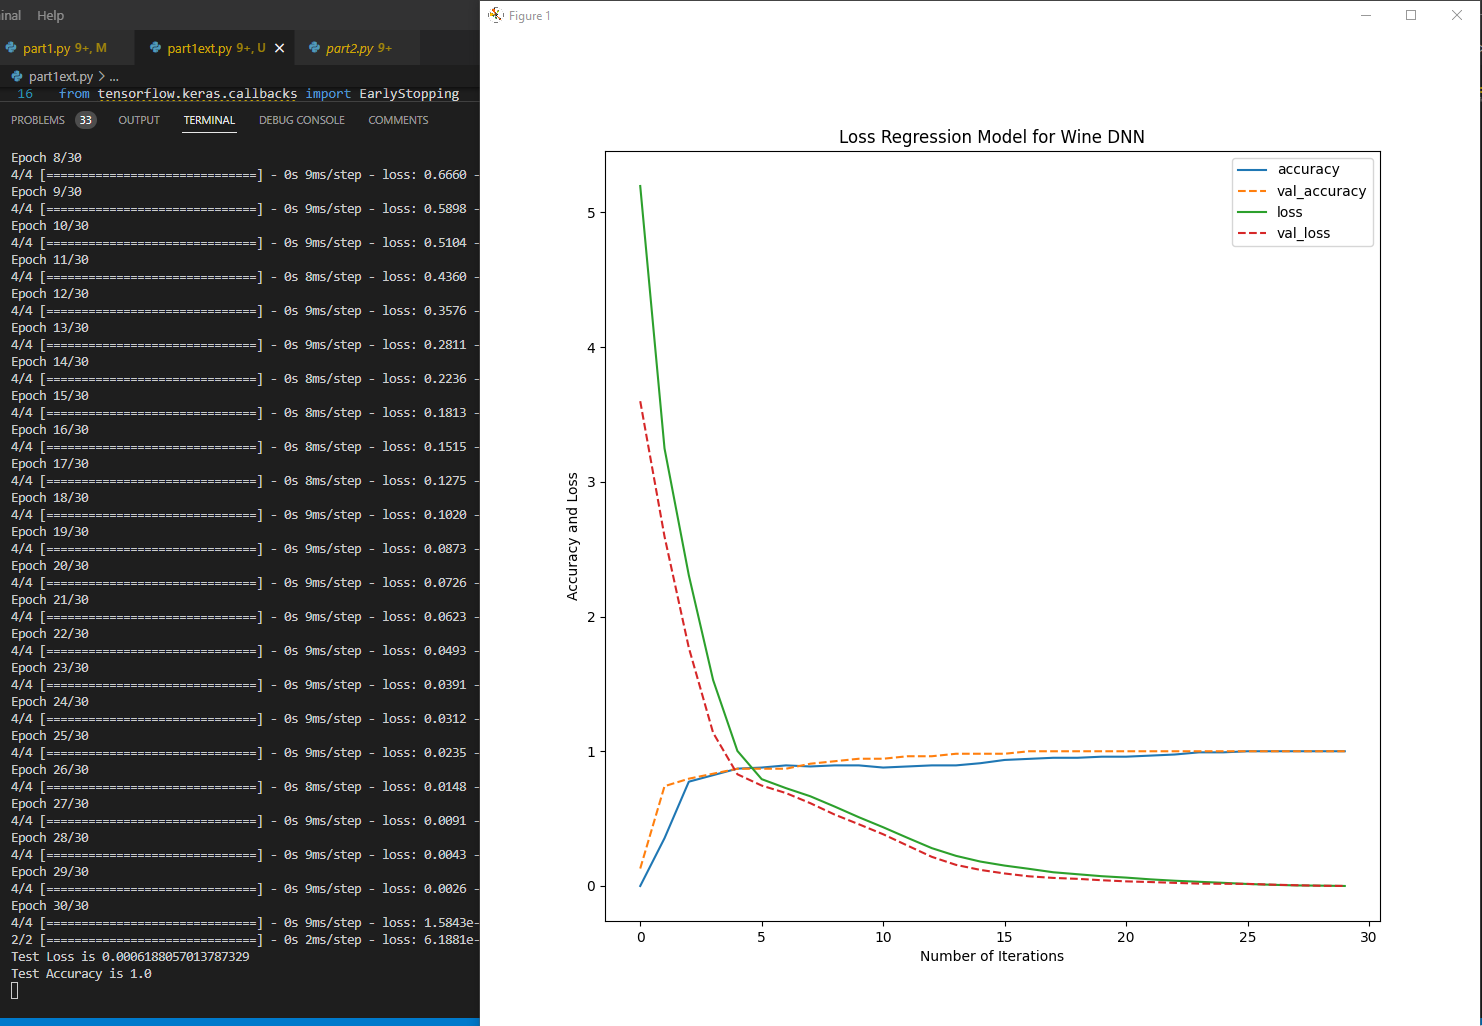 inal Help
part1.py 9+, M part1ext.py 9+, U part2.py 9+
part1ext.py > ...
16 from tensorflow.keras.callbacks import EarlyStopping
PROBLEMS 33 OUTPUT TERMINAL DEBUG CONSOLE COMMENTS
Epoch 8/30
4/4 [==============================] - 0s 9ms/step - loss: 0.6660 -
Epoch 9/30
4/4 [==============================] - 0s 9ms/step - loss: 0.5898 -
Epoch 10/30
4/4 [==============================] - 0s 9ms/step - loss: 0.5104 -
Epoch 11/30
4/4 [==============================] - 0s 8ms/step - loss: 0.4360 -
Epoch 12/30
4/4 [==============================] - 0s 9ms/step - loss: 0.3576 -
Epoch 13/30
4/4 [==============================] - 0s 9ms/step - loss: 0.2811 -
Epoch 14/30
4/4 [==============================] - 0s 8ms/step - loss: 0.2236 -
Epoch 15/30
4/4 [==============================] - 0s 8ms/step - loss: 0.1813 -
Epoch 16/30
4/4 [==============================] - 0s 8ms/step - loss: 0.1515 -
Epoch 17/30
4/4 [==============================] - 0s 8ms/step - loss: 0.1275 -
Epoch 18/30
4/4 [==============================] - 0s 9ms/step - loss: 0.1020 -
Epoch 19/30
4/4 [==============================] - 0s 9ms/step - loss: 0.0873 -
Epoch 20/30
4/4 [==============================] - 0s 9ms/step - loss: 0.0726 -
Epoch 21/30
4/4 [==============================] - 0s 9ms/step - loss: 0.0623 -
Epoch 22/30
4/4 [==============================] - 0s 9ms/step - loss: 0.0493 -
Epoch 23/30
4/4 [==============================] - 0s 9ms/step - loss: 0.0391 -
Epoch 24/30
4/4 [==============================] - 0s 9ms/step - loss: 0.0312 -
Epoch 25/30
4/4 [==============================] - 0s 9ms/step - loss: 0.0235 -
Epoch 26/30
4/4 [==============================] - 0s 8ms/step - loss: 0.0148 -
Epoch 27/30
4/4 [==============================] - 0s 9ms/step - loss: 0.0091 -
Epoch 28/30
4/4 [==============================] - 0s 9ms/step - loss: 0.0043 -
Epoch 29/30
4/4 [==============================] - 0s 9ms/step - loss: 0.0026 -
Epoch 30/30
4/4 [==============================] - 0s 9ms/step - loss: 1.5843e-
2/2 [==============================] - 0s 2ms/step - loss: 6.1881e-
Test Loss is 0.0006188057013787329
Test Accuracy is 1.0
Figure 1
Loss Regression Model for Wine DNN
accuracy
val_accuracy
loss
val_loss
5
4
3
2
1
0
Accuracy and Loss
0 5 10 15 20 25 30
Number of Iterations